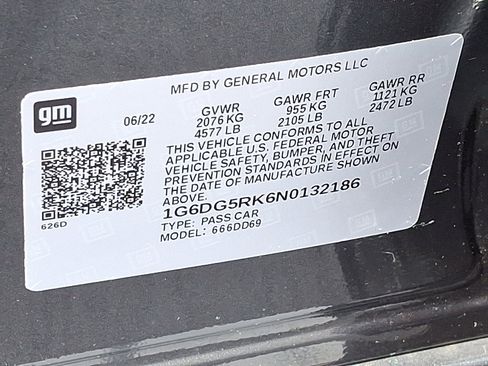 gm
MFD BY GENERAL MOTORS LLC
06/22
GVWR GAWR FRT GAWR RR
2076 KG 955 KG 1121 KG
4577 LB 2105 LB 2472 LB
THIS VEHICLE CONFORMS TO ALL
APPLICABLE U.S. FEDERAL MOTOR
VEHICLE SAFETY, BUMPER, AND THEFT
PREVENTION STANDARDS IN EFFECT ON
THE DATE OF MANUFACTURE SHOWN
ABOVE.
1G6DG5RK6N0132186
TYPE: PASS CAR
MODEL: 666DD69
626D